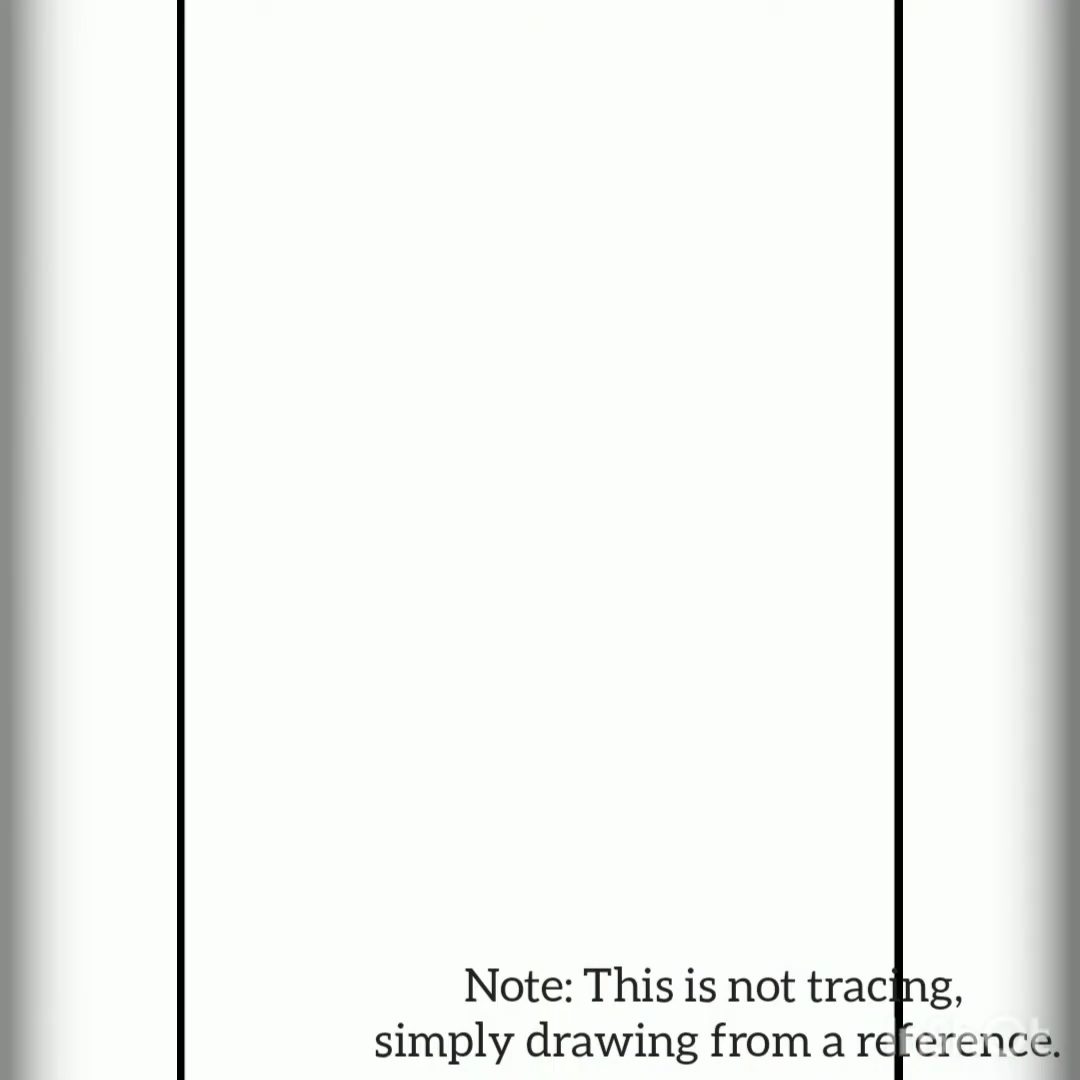 Note: This is not tracing,
simply drawing from a reference.